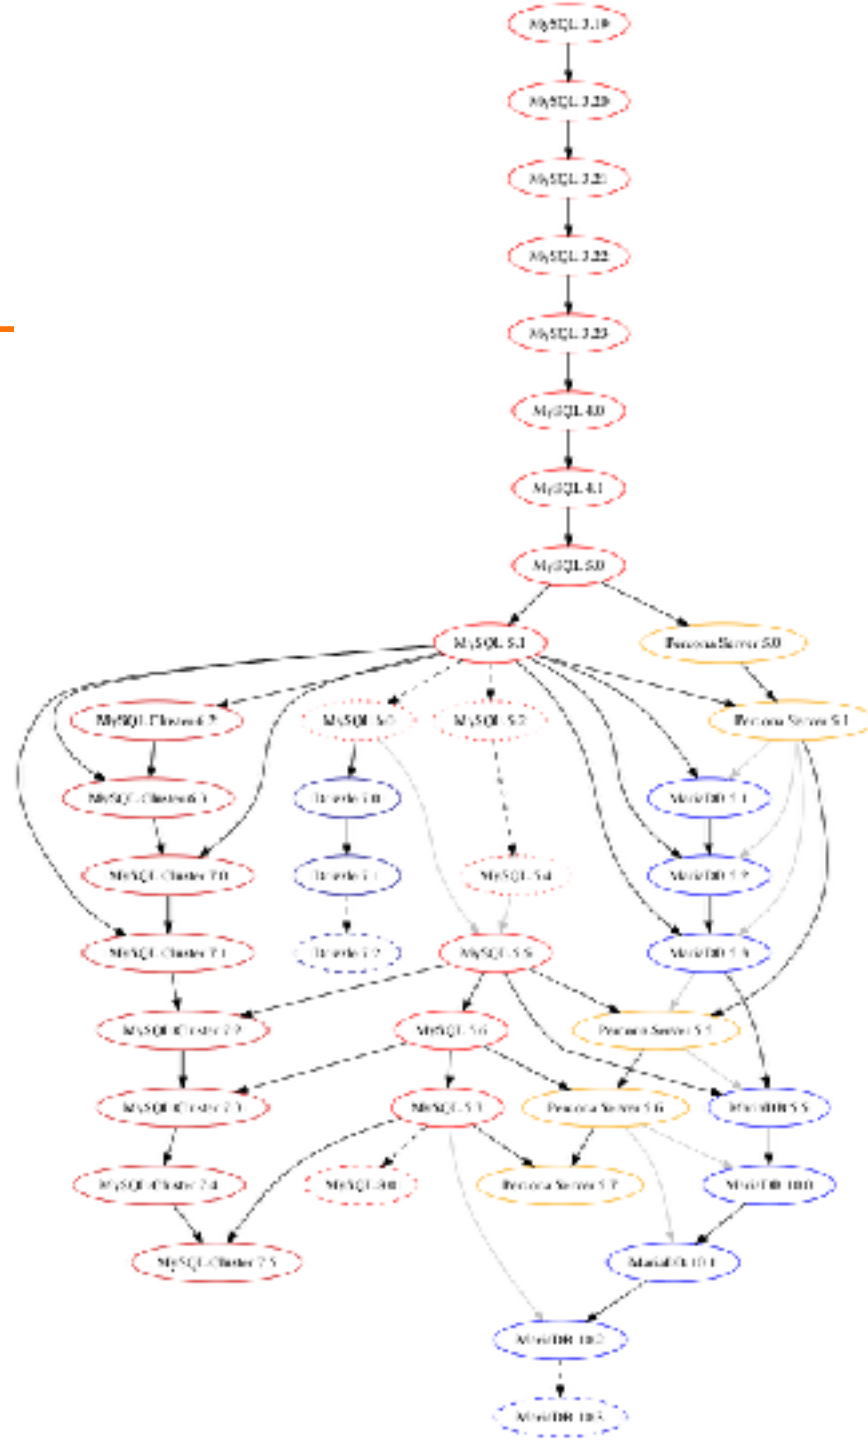 MySQL 3.19
MySQL 3.20
MySQL 3.21
MySQL 3.22
MySQL 3.23
MySQL 4.0
MySQL 4.1
MySQL 5.0
MySQL 5.1
Percona Server 5.0
MySQL Cluster 6.2
MySQL 6.0
MySQL 5.2
Percona Server 5.1
MySQL Cluster 6.3
Drizzle 7.0
MariaDB 5.1
MySQL Cluster 7.0
Drizzle 7.1
MySQL 5.4
MariaDB 5.2
MySQL Cluster 7.1
Drizzle 7.2
MySQL 5.5
MariaDB 5.3
MySQL Cluster 7.2
MySQL 5.6
Percona Server 5.5
MySQL Cluster 7.3
MySQL 5.7
Percona Server 5.6
MariaDB 5.5
MySQL Cluster 7.4
MySQL 8.0
Percona Server 5.7
MariaDB 10.0
MySQL Cluster 7.5
MariaDB 10.1
MariaDB 10.2
MariaDB 10.3